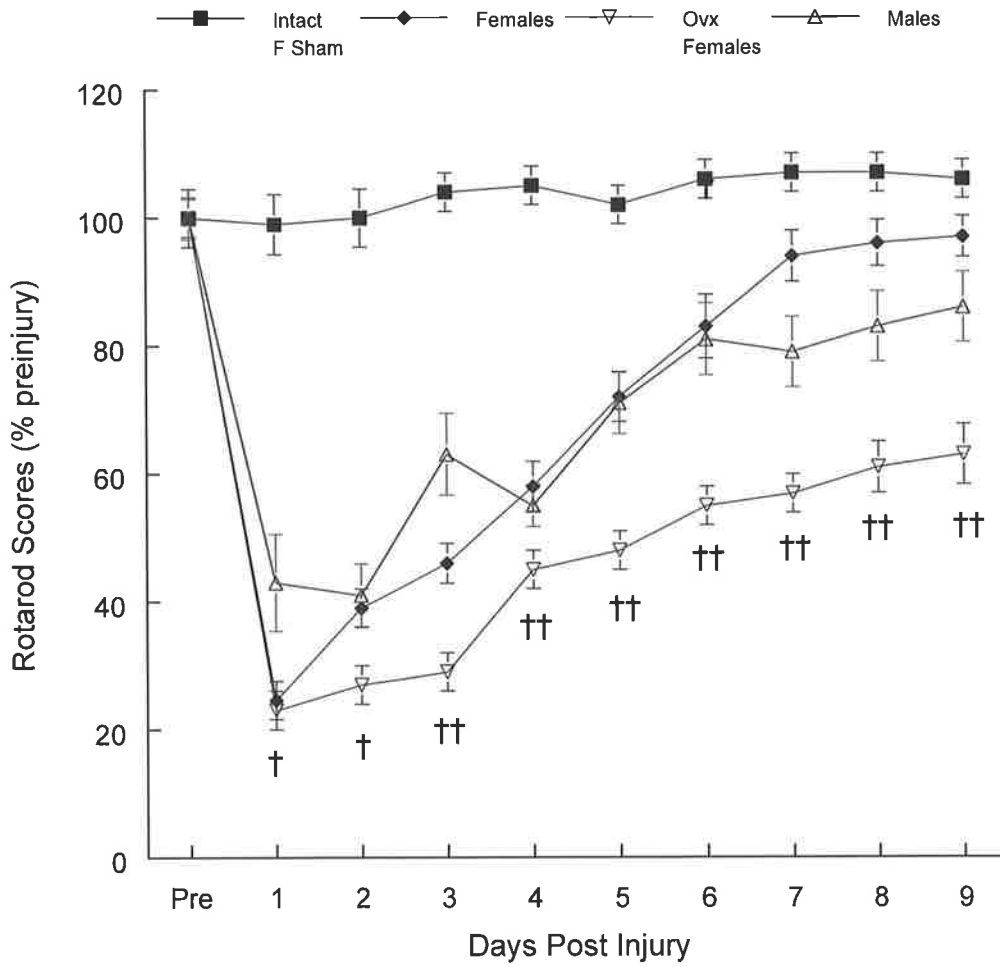 Intact Females Ovx Males
F Sham Females
120
100
80
60
40
20
0
Rotarod Scores (% preinjury)
† † †† †† †† †† †† †† ††
Pre 1 2 3 4 5 6 7 8 9
Days Post Injury